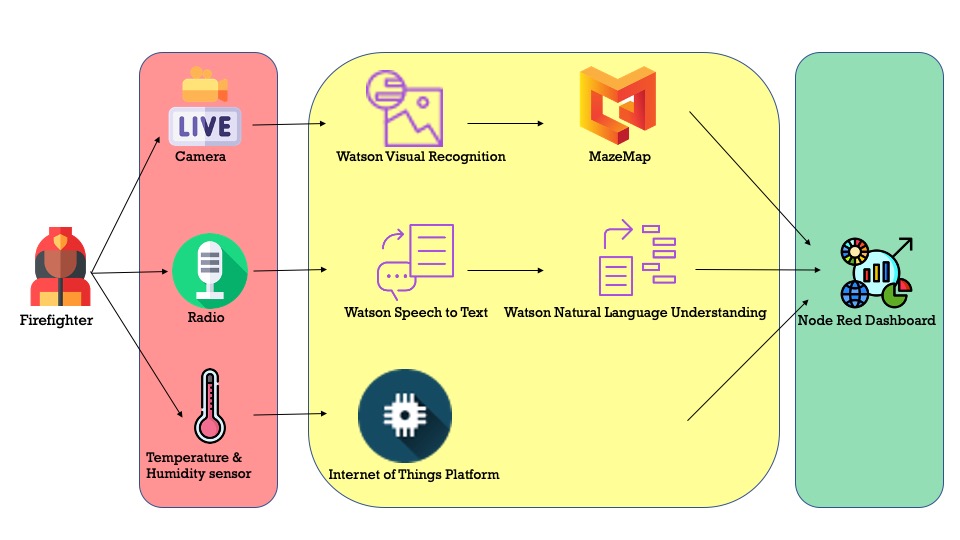 LIVE
Camera
Watson Visual Recognition
MazeMap
Firefighter
Radio
Watson Speech to Text
Watson Natural Language Understanding
Node Red Dashboard
Temperature &
Humidity sensor
Internet of Things Platform